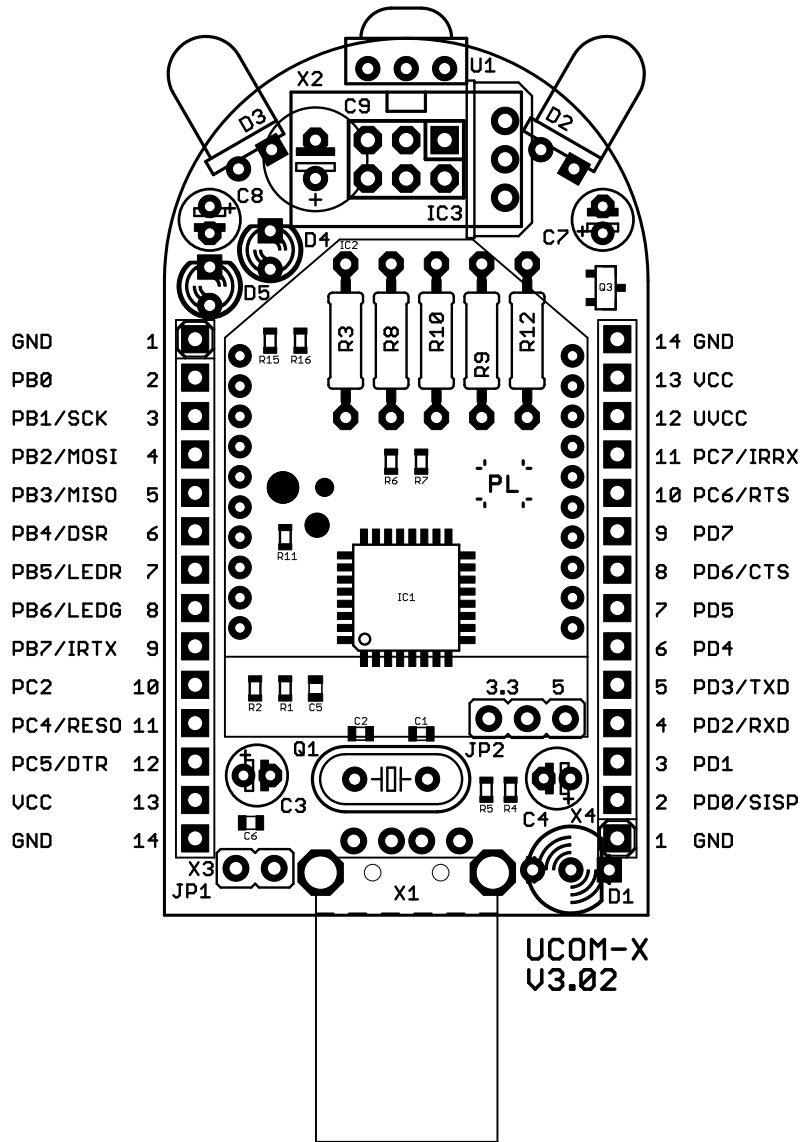 U1
X2
C9
D3
D2
C8
IC3
C7
D4
IC2
D5
Q3
R3
R8
R10
R9
R12
GND 1
14 GND
R15 R16
PB0 2
13 VCC
PB1/SCK 3
12 UVCC
PB2/MOSI 4
11 PC7/IRRX
R6 R7
PL
PB3/MISO 5
10 PC6/RTS
PB4/DSR 6
9 PD7
R11
PB5/LEDR 7
8 PD6/CTS
IC1
PB6/LEDG 8
7 PD5
PB7/IRTX 9
6 PD4
PC2 10
3.3 5
5 PD3/TXD
R2 R1 C5
PC4/RESO 11
C2 C1
4 PD2/RXD
Q1
JP2
PC5/DTR 12
3 PD1
VCC 13
C3
R5 R4
C4
X4
2 PD0/SISP
GND 14
C6
1 GND
X3
JP1
X1
D1
UCOM-X
V3.02